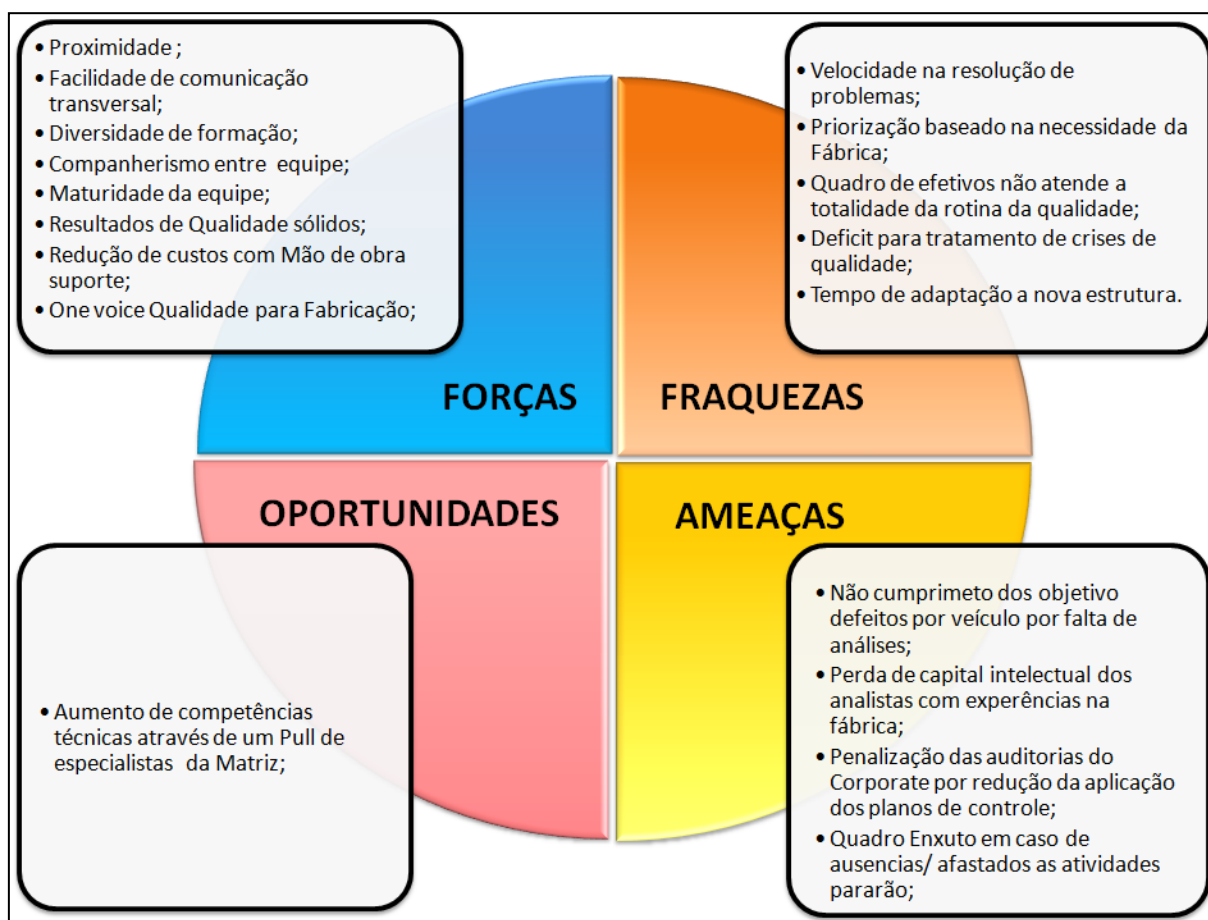 • Proximidade ;
• Facilidade de comunicação
transversal;
• Diversidade de formação;
• Companherismo entre equipe;
• Maturidade da equipe;
• Resultados de Qualidade sólidos;
• Redução de custos com Mão de obra
suporte;
• One voice Qualidade para Fabricação;
• Velocidade na resolução de
problemas;
• Priorização baseado na necessidade da
Fábrica;
• Quadro de efetivos não atende a
totalidade da rotina da qualidade;
• Deficit para tratamento de crises de
qualidade;
• Tempo de adaptação a nova estrutura.
FORÇAS
FRAQUEZAS
OPORTUNIDADES
AMEAÇAS
• Aumento de competências
técnicas através de um Pull de
especialistas da Matriz;
• Não cumprimeto dos objetivo
defeitos por veículo por falta de
análises;
• Perda de capital intelectual dos
analistas com experências na
fábrica;
• Penalização das auditorias do
Corporate por redução da aplicação
dos planos de controle;
• Quadro Enxuto em caso de
ausencias/ afastados as atividades
pararão;